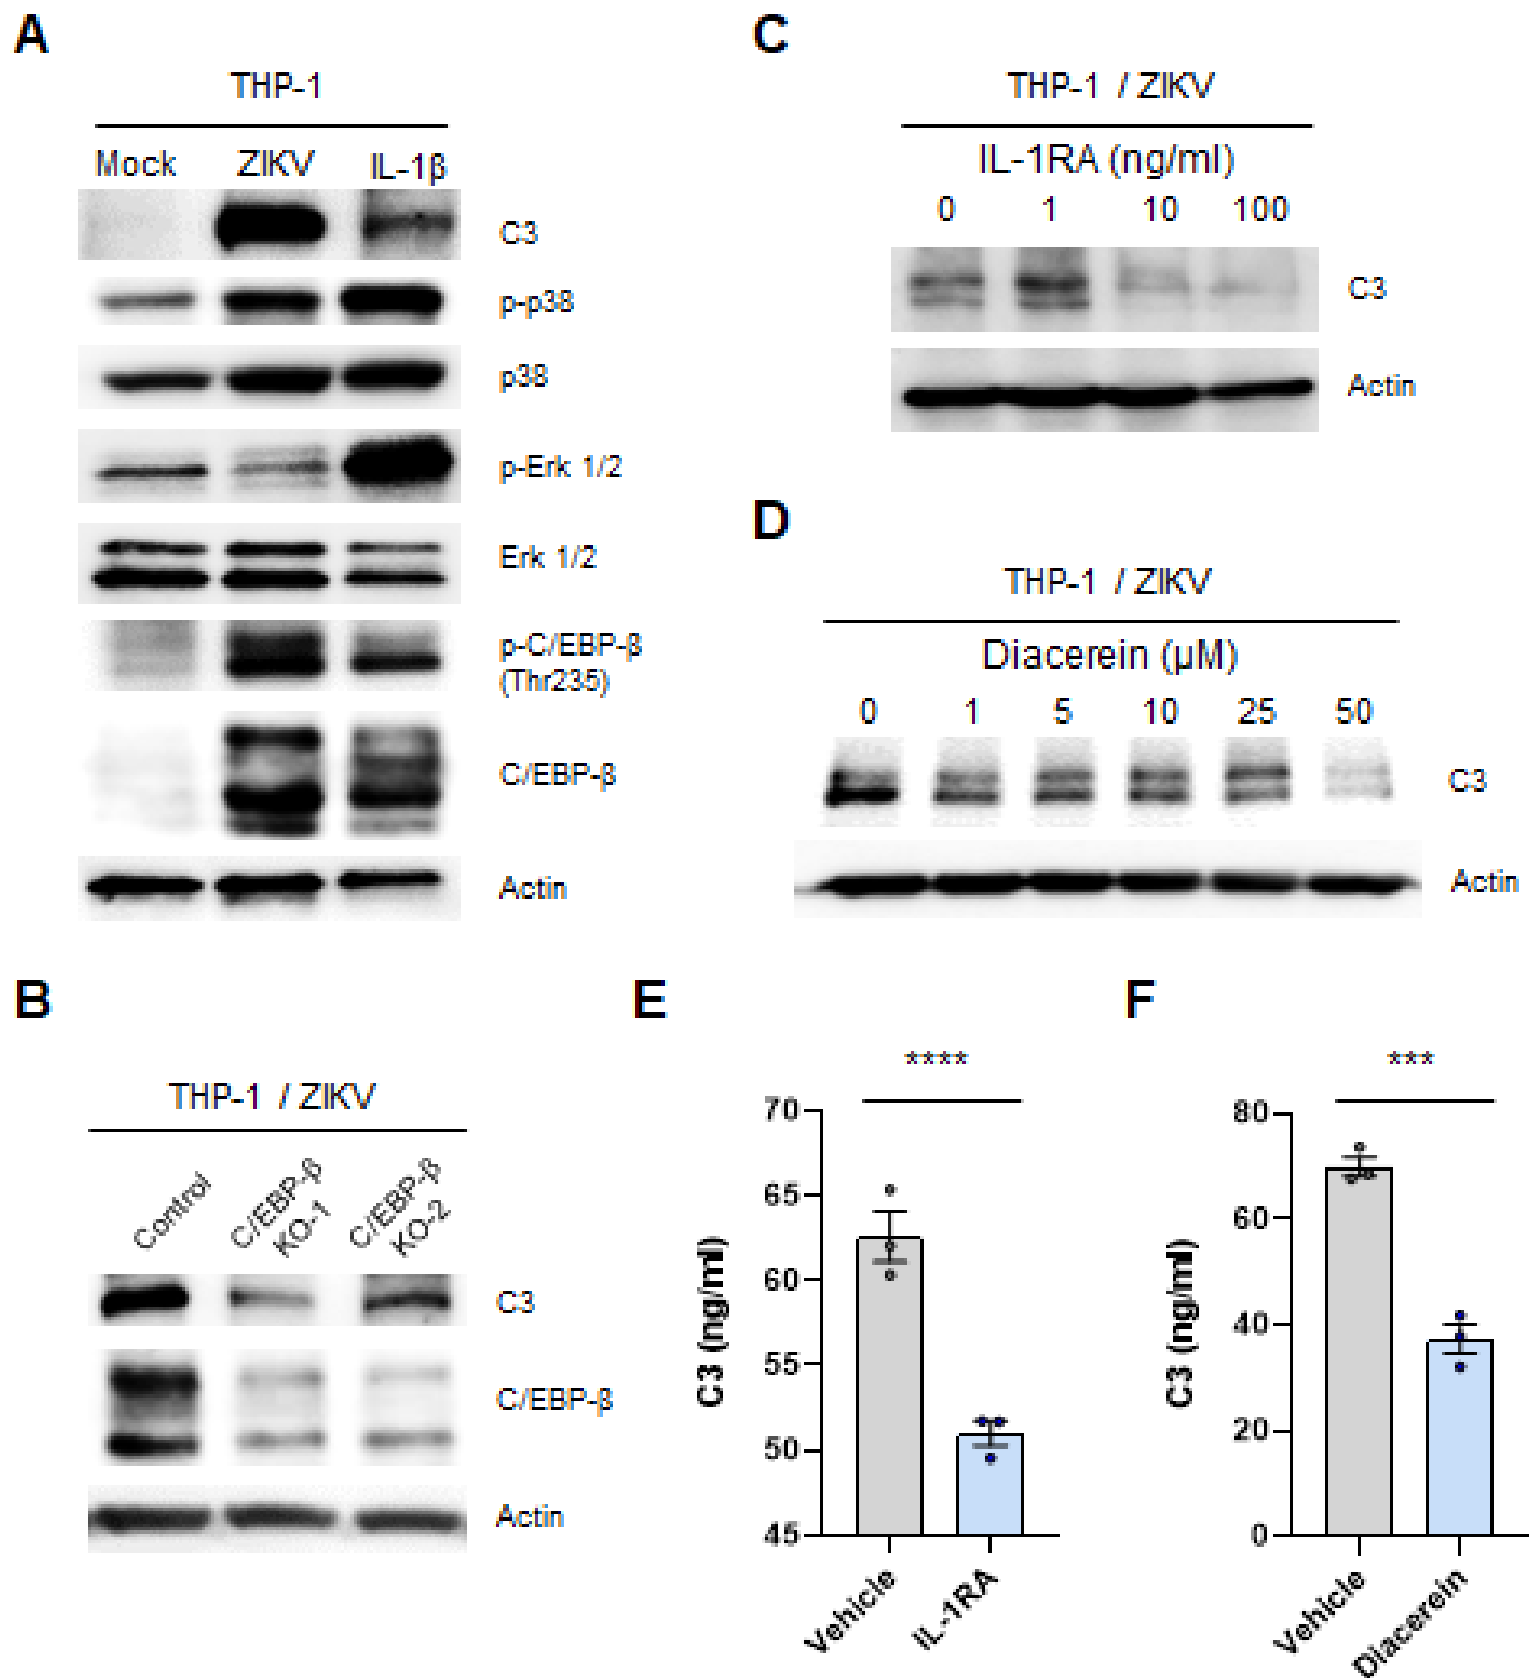 A
THP-1
Mock ZIKV IL-1β
C3
p-p38
p38
p-Erk 1/2
Erk 1/2
p-C/EBP-β
(Thr235)
C/EBP-β
Actin
B
THP-1 / ZIKV
Control
C/EBP-β
KO-1
C/EBP-β
KO-2
C3
C/EBP-β
Actin
C
THP-1 / ZIKV
IL-1RA (ng/ml)
0 1 10 100
C3
Actin
D
THP-1 / ZIKV
Diacerein (μM)
0 1 5 10 25 50
C3
Actin
E
****
70
65
60
55
50
45
C3 (ng/ml)
Vehicle
IL-1RA
F
***
80
60
40
20
0
C3 (ng/ml)
Vehicle
Diacerein